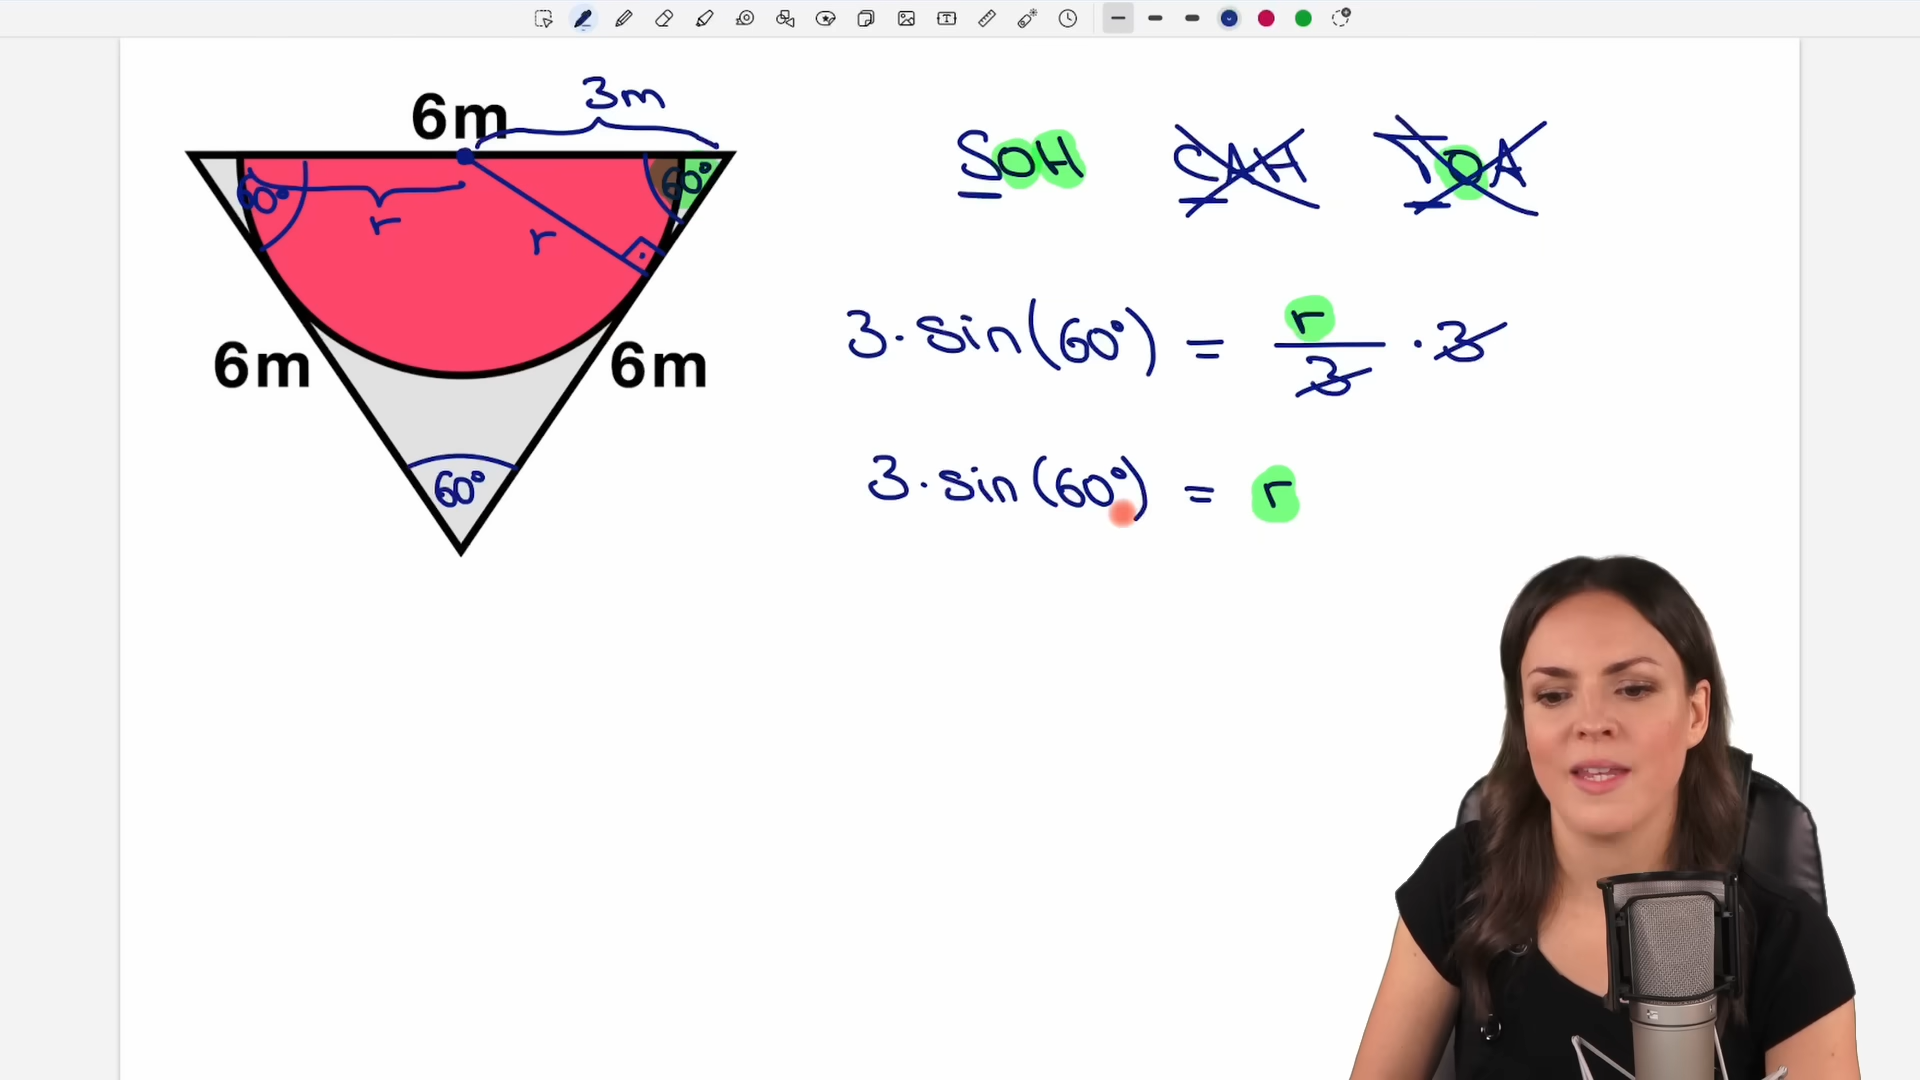 6m 3m
SOH CAH TOA
60° 60°
r r
3 · sin(60°) = r/3 · 3
6m 6m
3 · sin(60°) = r
60°